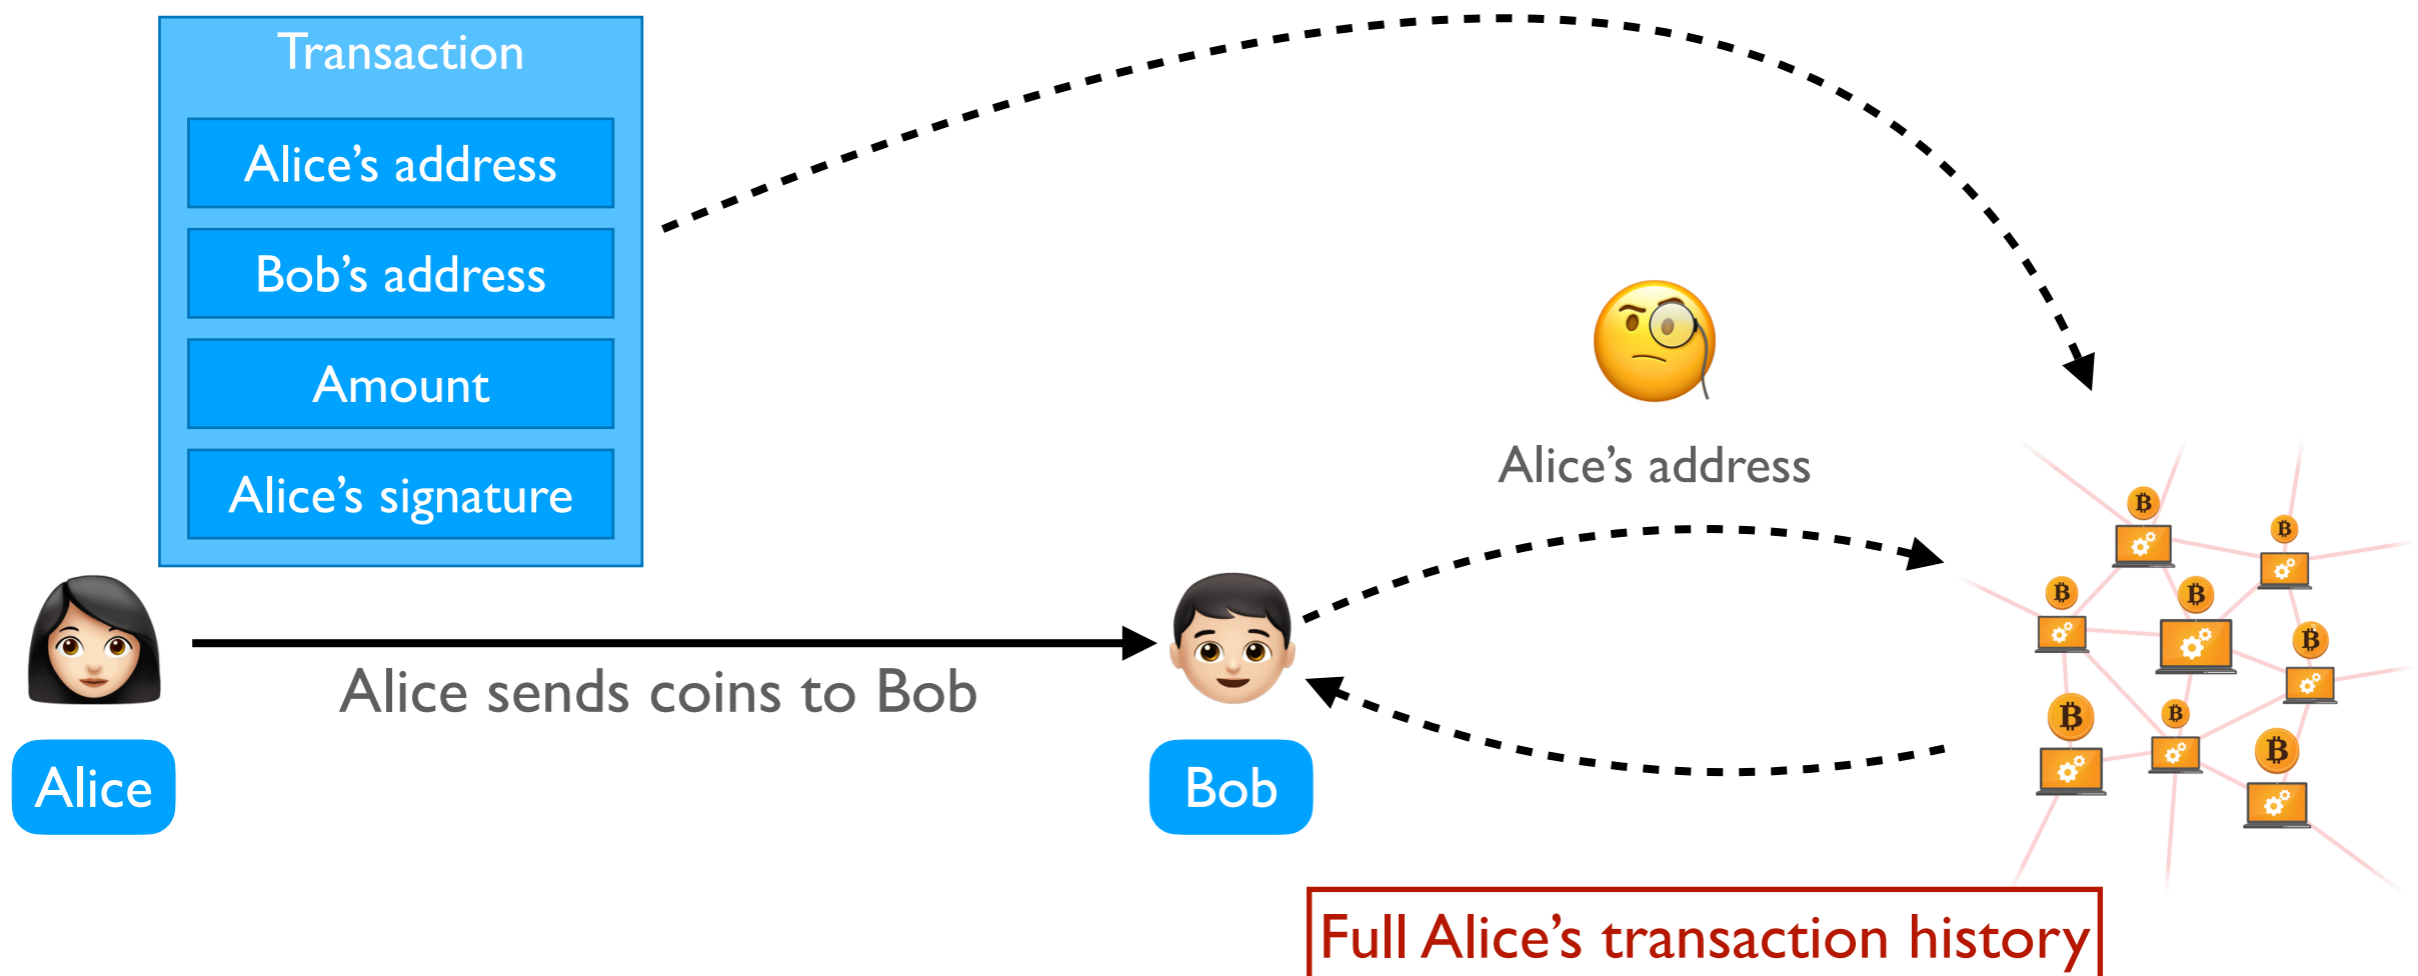 Transaction
Alice’s address
Bob’s address
Amount
Alice’s signature
Alice’s address
Alice sends coins to Bob
Alice
Bob
Full Alice’s transaction history